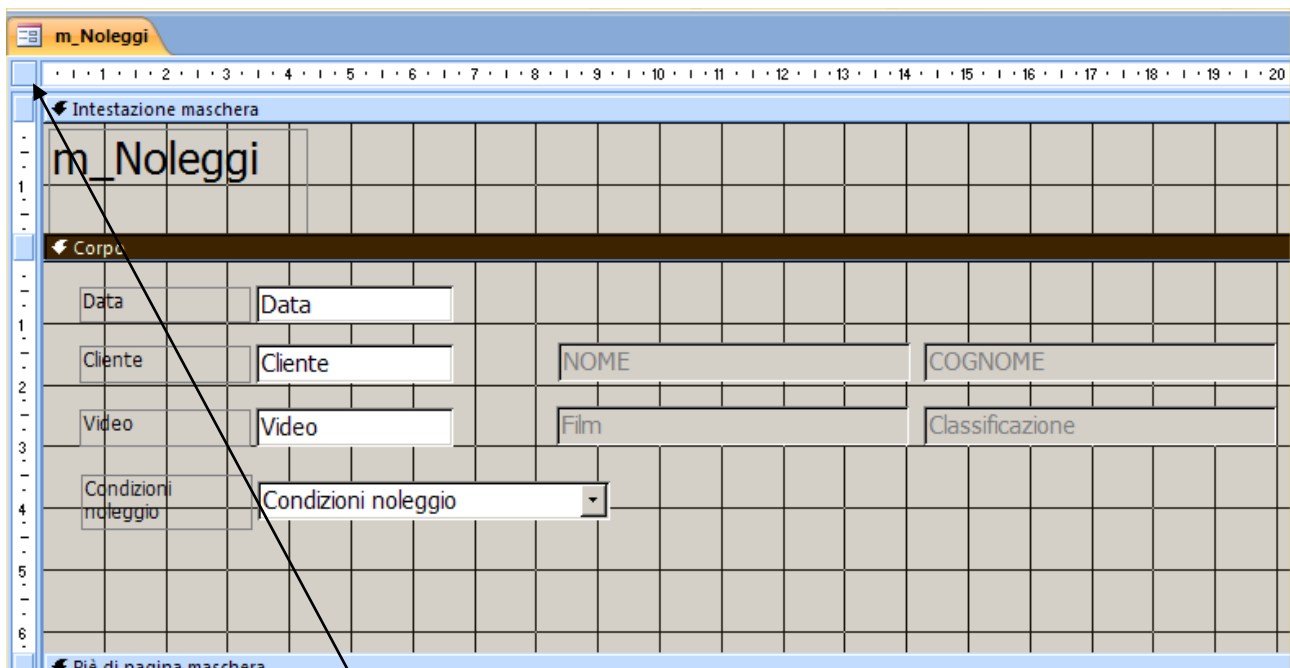 m_Noleggi
1 2 3 4 5 6 7 8 9 10 11 12 13 14 15 16 17 18 19 20
Intestazione maschera
m_Noleggi
1
Corpo
Data Data
1
Cliente Cliente NOME COGNOME
2
Video Video Film Classificazione
3
Condizioni
noleggio Condizioni noleggio
4
5
6
Piè di pagina maschera